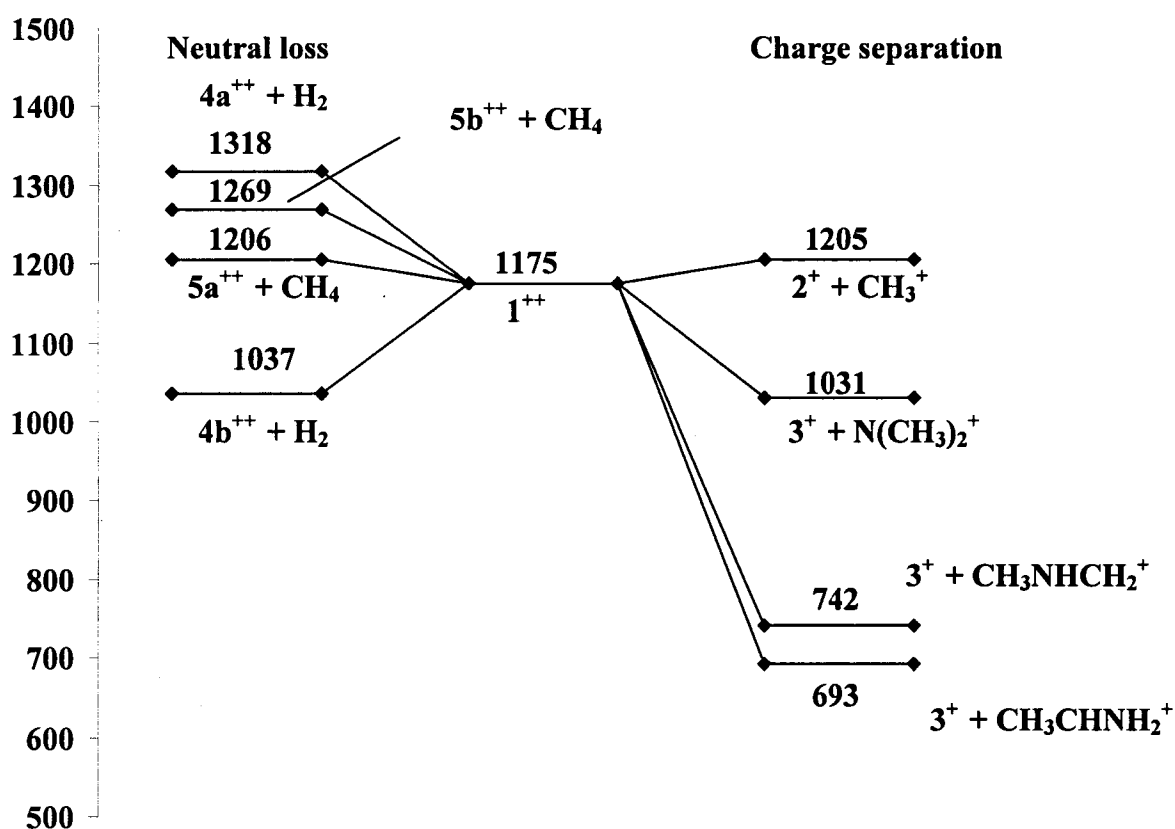 1500
1400
1300
1200
1100
1000
900
800
700
600
500
Neutral loss
4a++ + H2
1318
5b++ + CH4
1269
1206
5a++ + CH4
1037
4b++ + H2
1175
1++
Charge separation
1205
2+ + CH3+
1031
3+ + N(CH3)2+
3+ + CH3NHCH2+
742
693
3+ + CH3CHNH2+